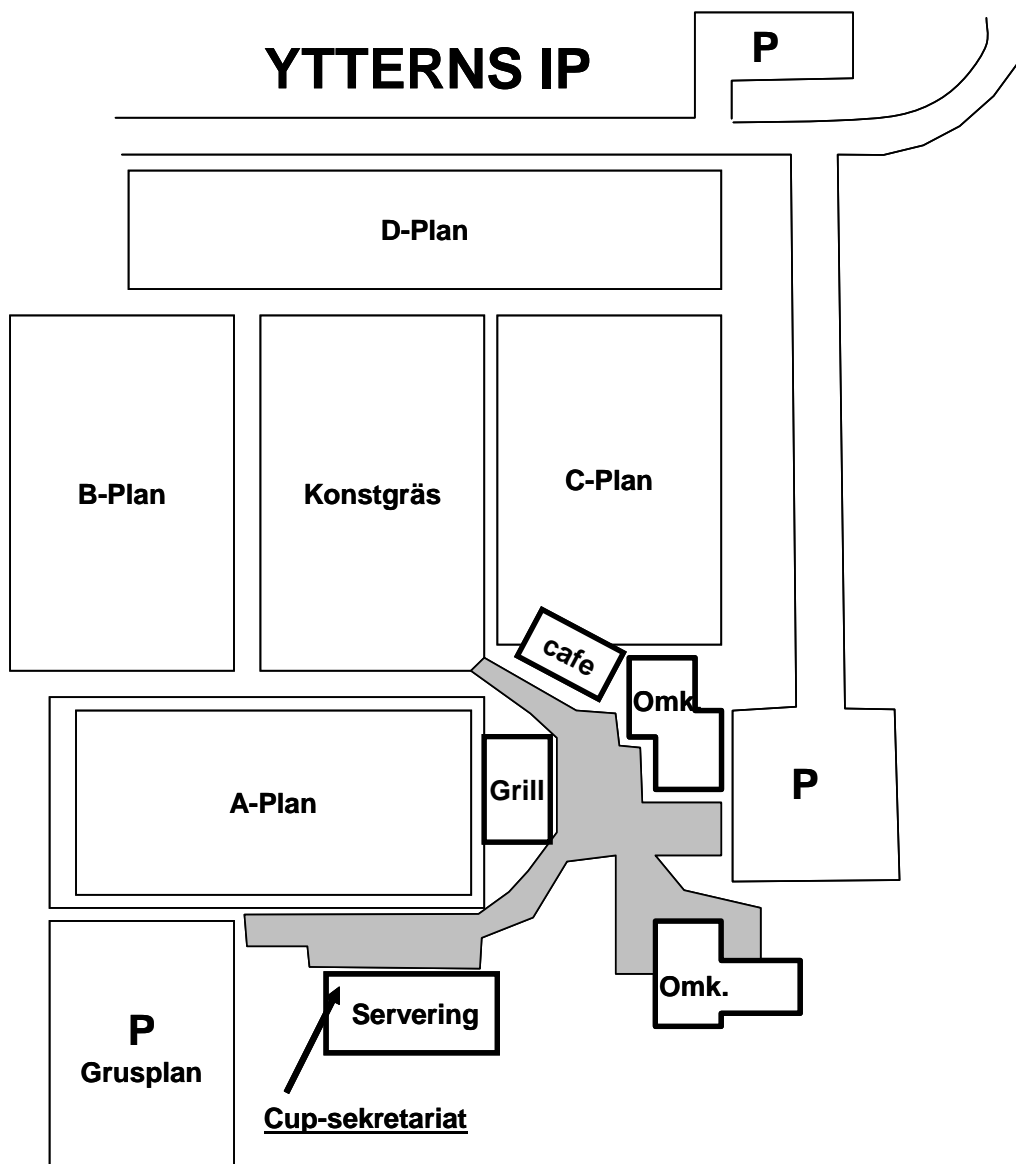 YTTERNS IP
P
D-Plan
B-Plan
Konstgräs
C-Plan
cafe
Omk.
A-Plan
Grill
P
P
Grusplan
Servering
Omk.
Cup-sekretariat